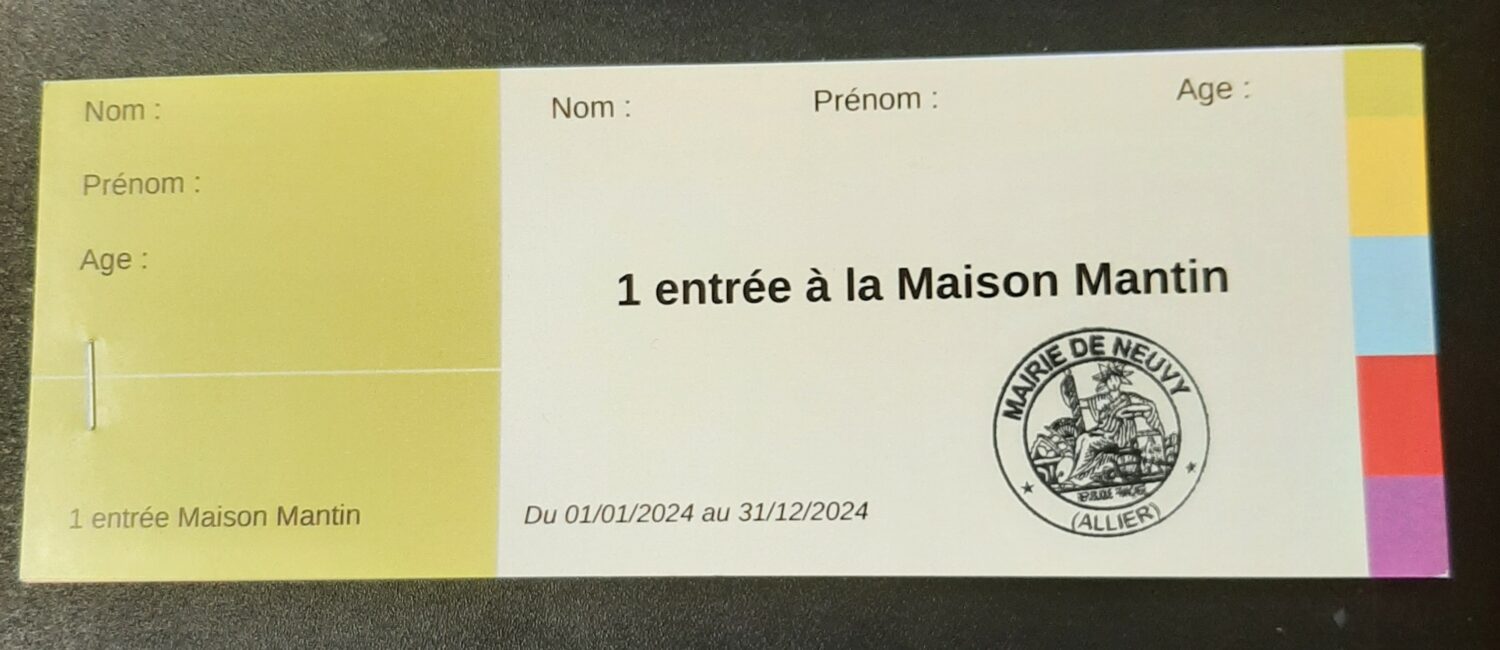 Nom :
Prénom :
Age :
1 entrée Maison Mantin
Nom : Prénom : Age :
1 entrée à la Maison Mantin
MAIRIE DE NEUVY
(ALLIER)
Du 01/01/2024 au 31/12/2024